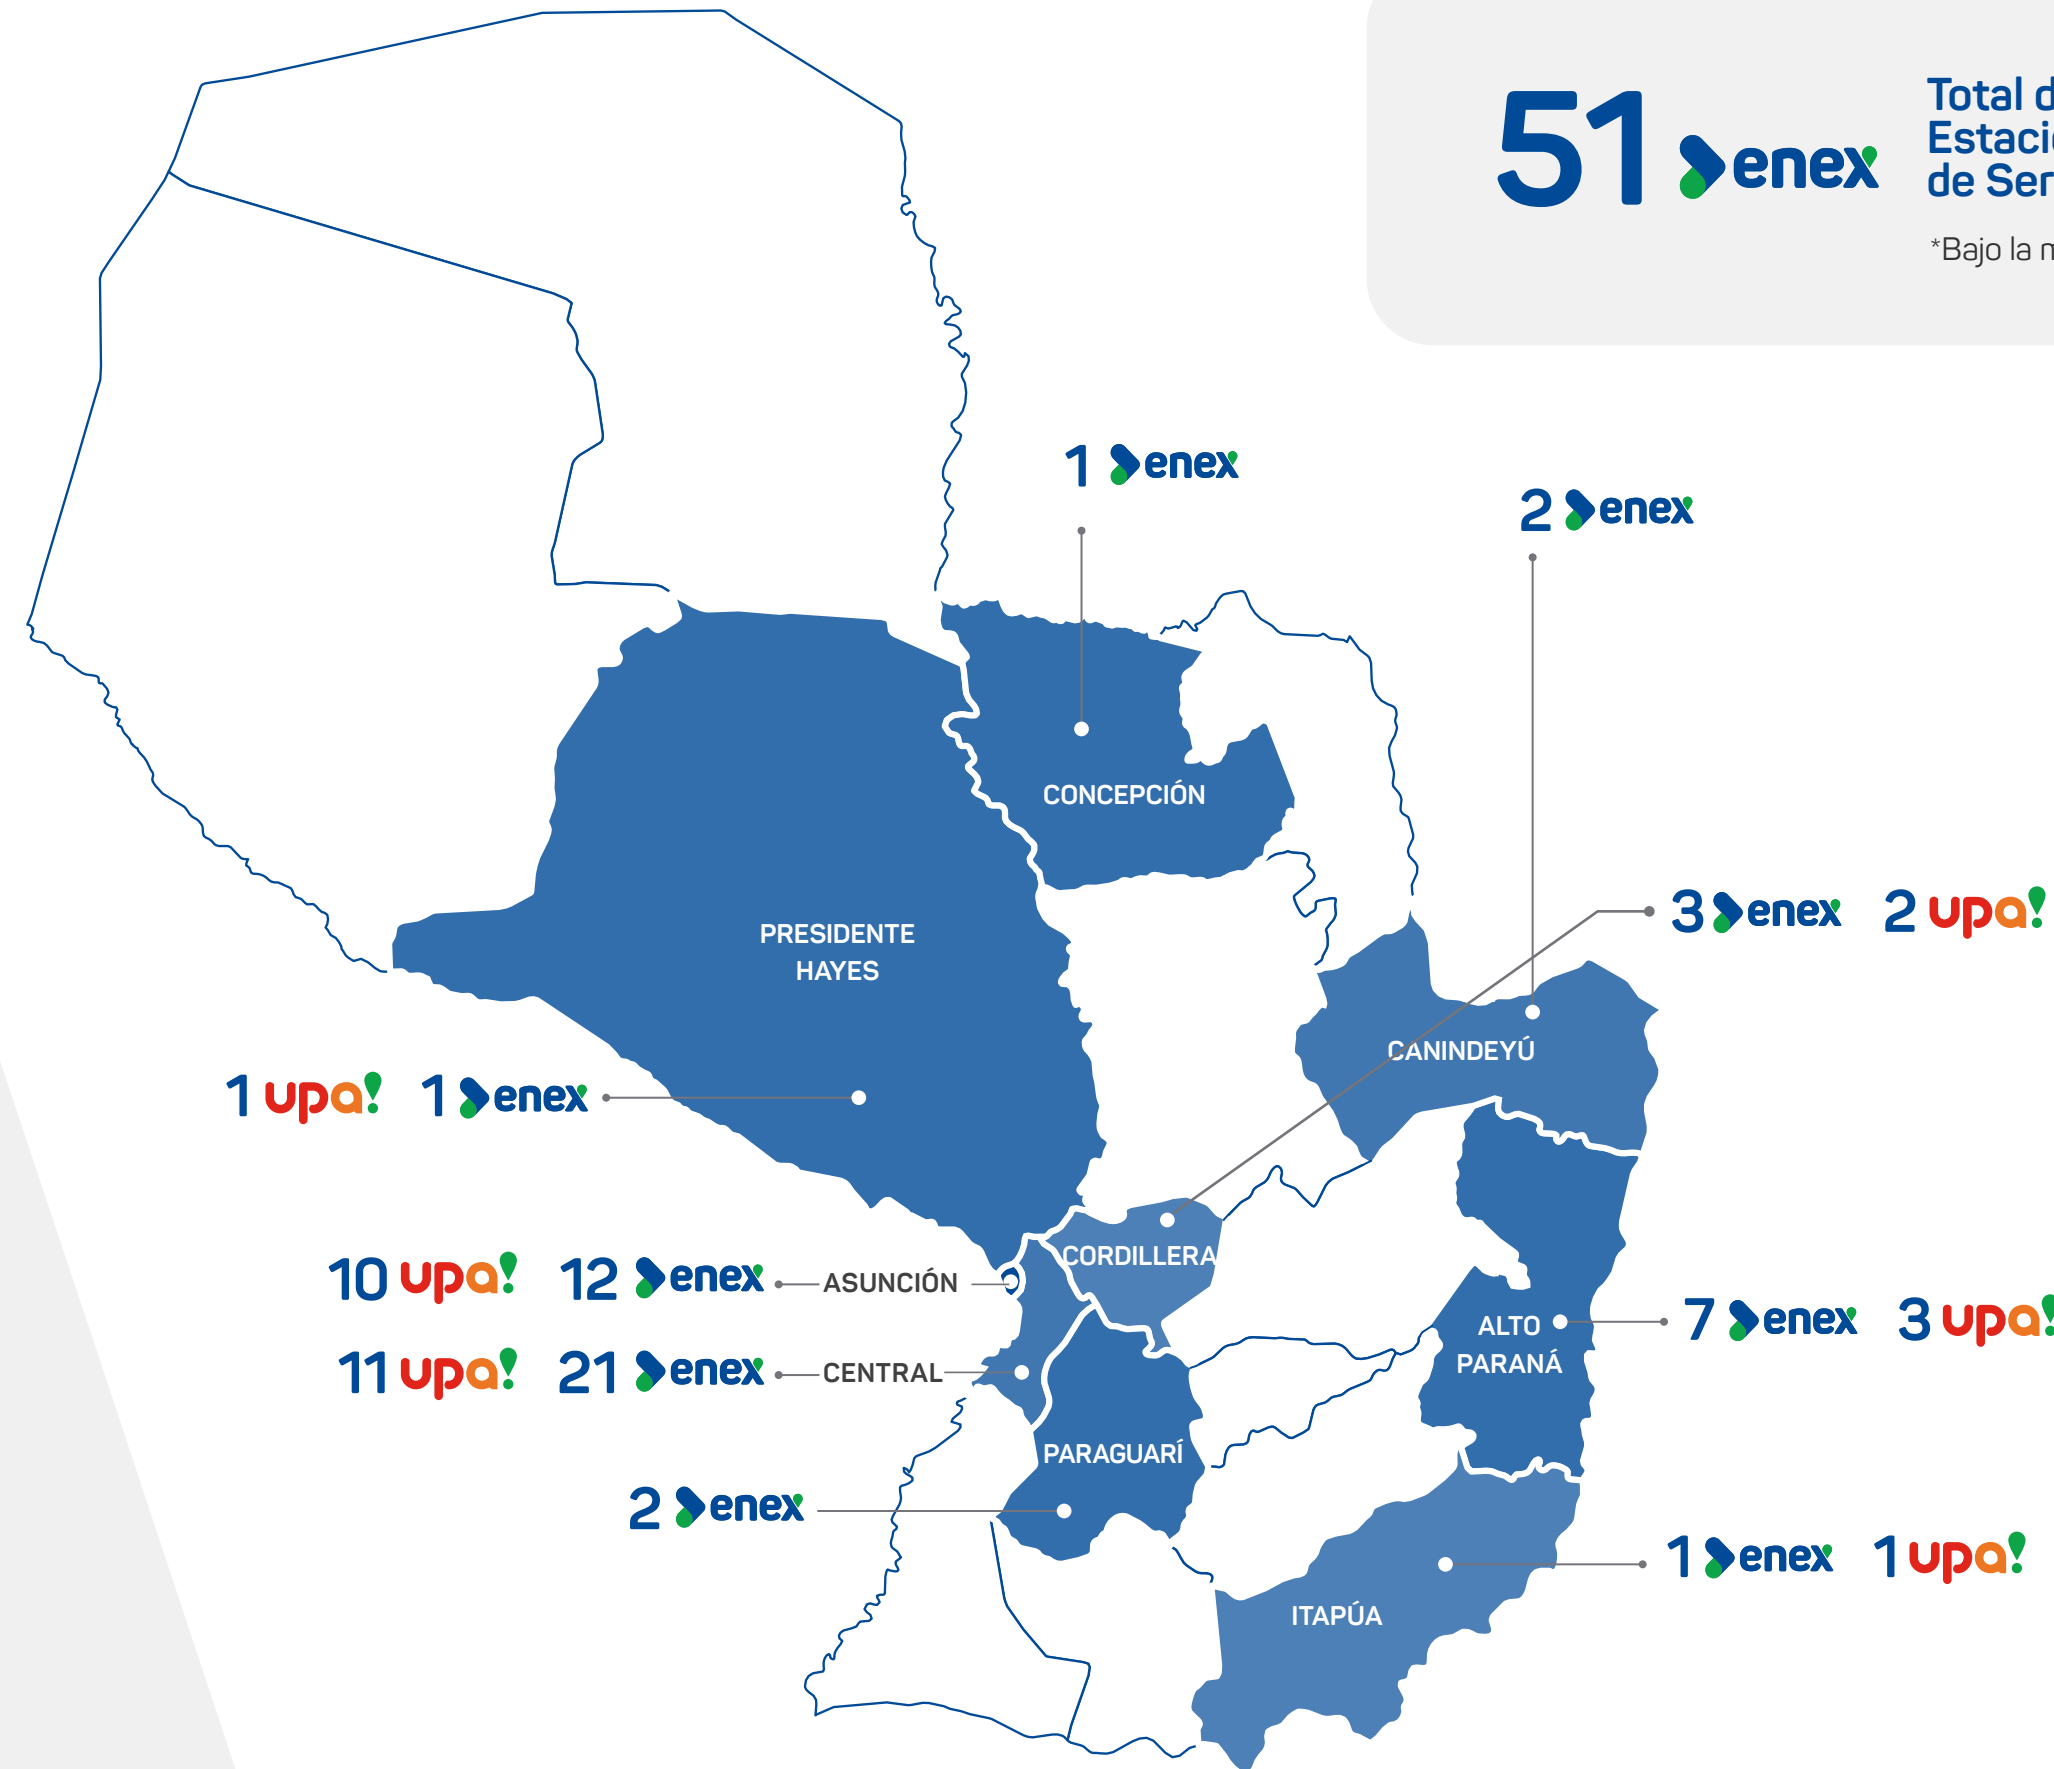 51 enex
Total d
Estaci
de Ser
*Bajo la m
1 enex
2 enex
CONCEPCIÓN
3 enex 2 upa!
PRESIDENTE
HAYES
CANINDEYÚ
1 upa! 1 enex
CORDILLERA
10 upa! 12 enex ASUNCIÓN
ALTO
PARANÁ
7 enex 3 upa!
11 upa! 21 enex CENTRAL
PARAGUARÍ
2 enex
1 enex 1 upa!
ITAPÚA